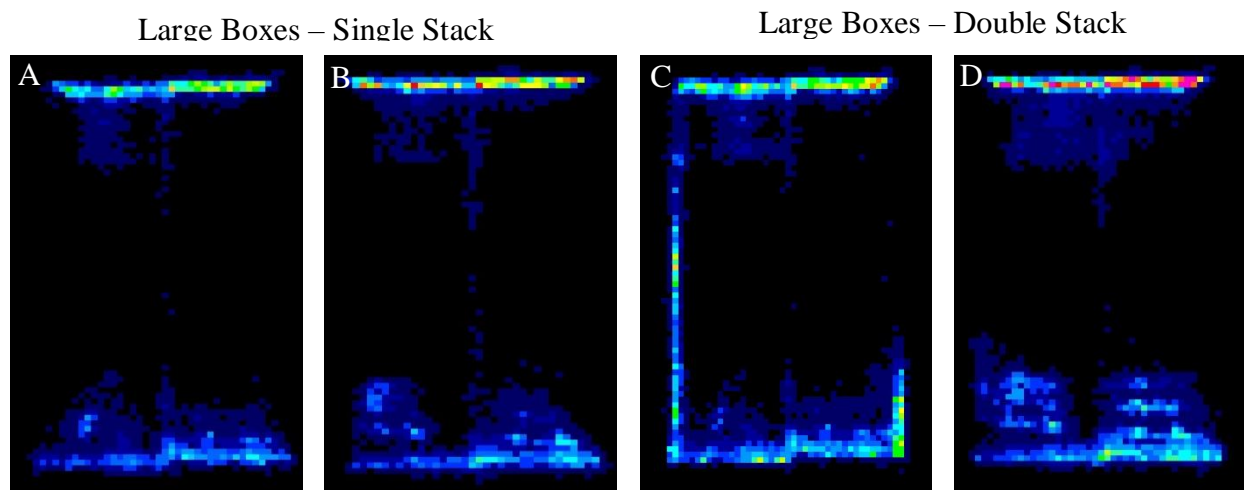 Large Boxes – Single Stack
Large Boxes – Double Stack
A
B
C
D